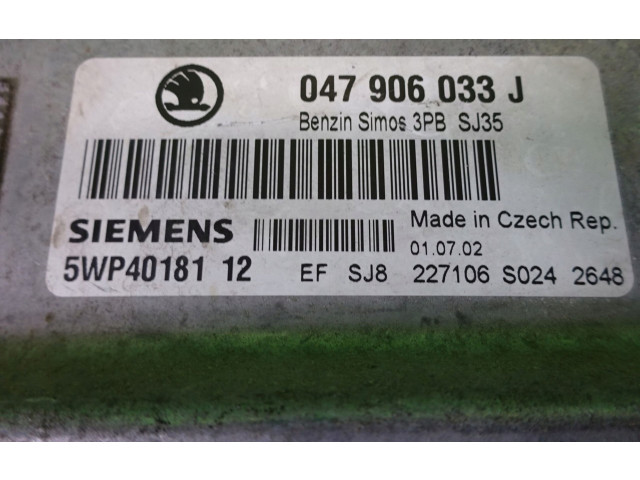 047 906 033 J
Benzin Simos 3PB SJ35
SIEMENS Made in Czech Rep.
01.07.02
5WP40181 12 EF SJ8 227106 S024 2648